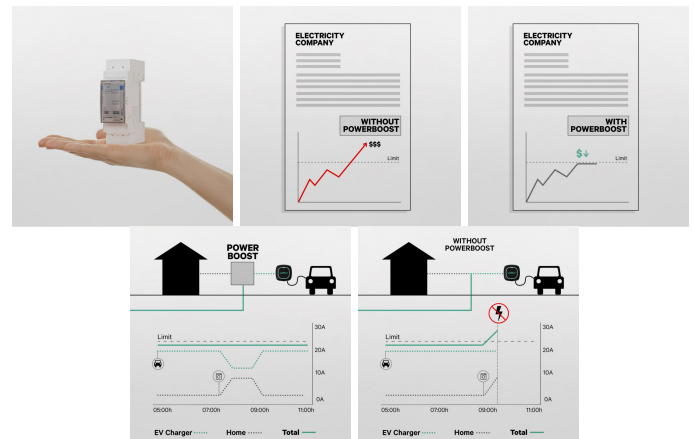 ELECTRICITY
COMPANY
WITHOUT
POWERBOOST
$$$
Limit
ELECTRICITY
COMPANY
WITH
POWERBOOST
$↓
Limit
POWER
BOOST
Limit
30A
20A
10A
0A
05:00h 07:00h 09:00h 11:00h
EV Charger Home Total
WITHOUT
POWERBOOST
Limit
30A
20A
10A
0A
05:00h 07:00h 09:00h 11:00h
EV Charger Home Total